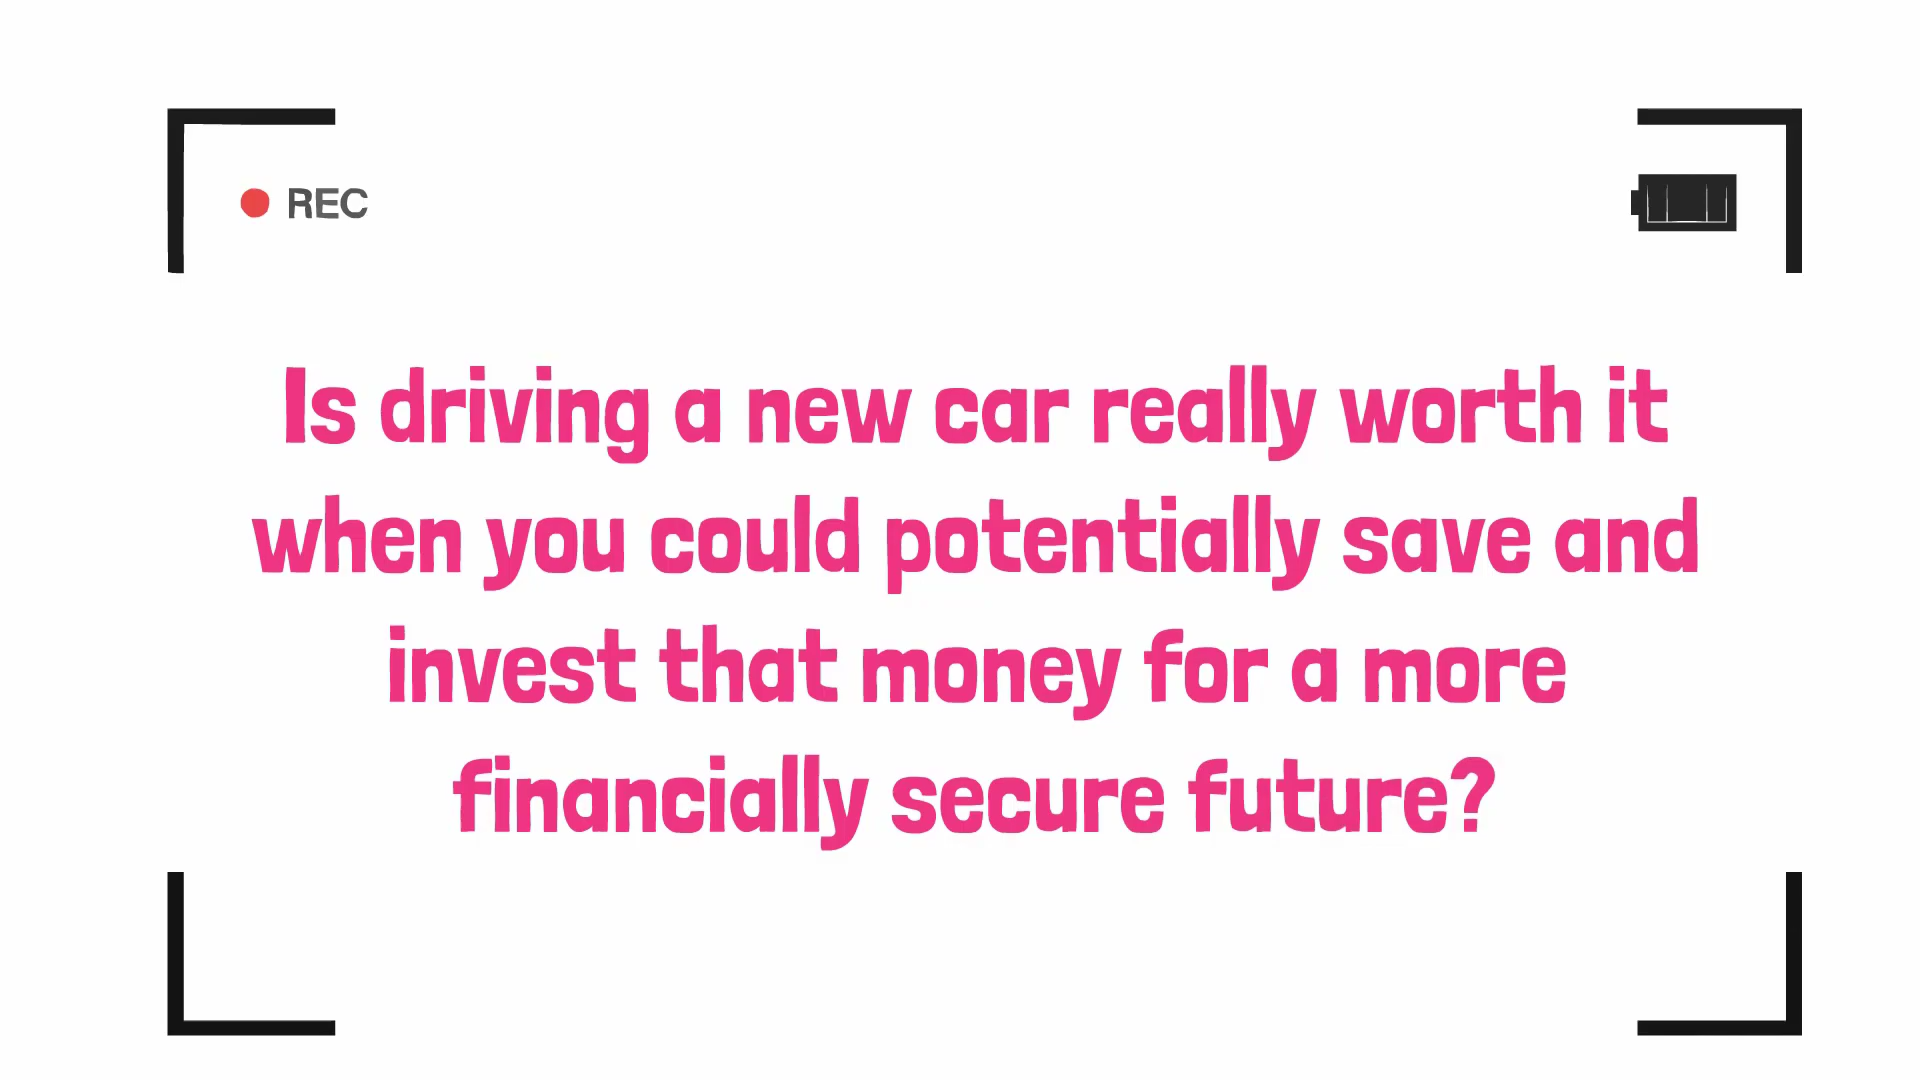 REC
Is driving a new car really worth it
when you could potentially save and
invest that money for a more
financially secure future?